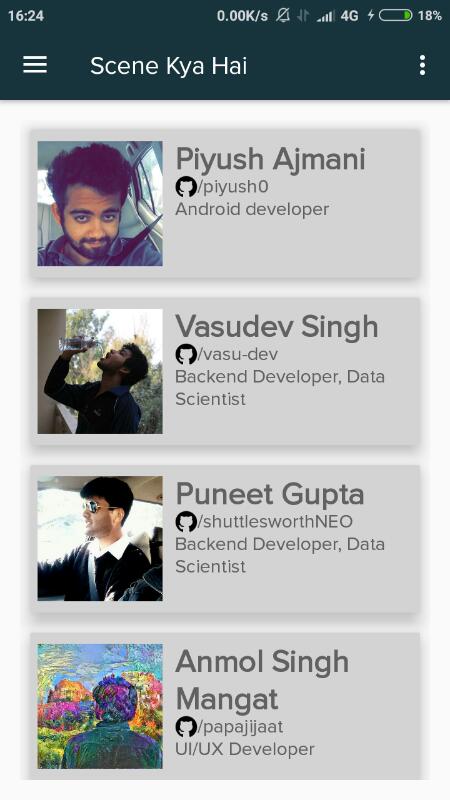 16:24 0.00K/s 4G 18%
Scene Kya Hai
Piyush Ajmani
/piyush0
Android developer
Vasudev Singh
/vasu-dev
Backend Developer, Data
Scientist
Puneet Gupta
/shuttlesworthNEO
Backend Developer, Data
Scientist
Anmol Singh
Mangat
/papajijaat
UI/UX Developer